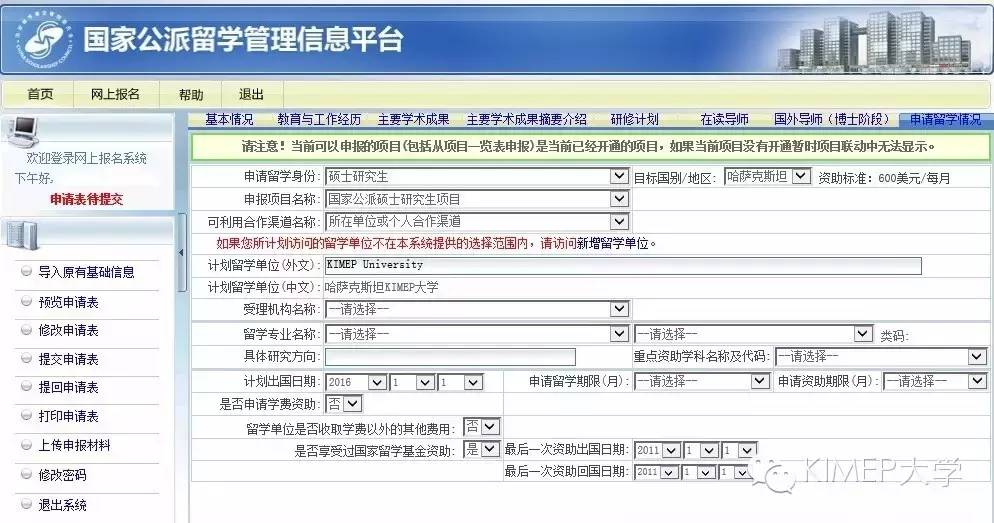 国家公派留学管理信息平台
首页 网上报名 帮助 退出
基本情况 教育与工作经历 主要学术成果 主要学术成果摘要介绍 研修计划 在读导师 国外导师（博士阶段） 申请留学情况
请注意！当前可以申报的项目(包括从项目一览表申报)是当前已经开通的项目，如果当前项目没有开通暂时项目联动中无法显示。
欢迎登录网上报名系统
下午好,
申请表待提交
导入原有基础信息
预览申请表
修改申请表
提交申请表
提回申请表
打印申请表
上传申报材料
修改密码
退出系统
申请留学身份: 硕士研究生 目标国别/地区: 哈萨克斯坦 资助标准: 600美元/每月
申报项目名称: 国家公派硕士研究生项目
可利用合作渠道名称: 所在单位或个人合作渠道
如果您所计划访问的留学单位不在本系统提供的选择范围内，请访问新增留学单位。
计划留学单位(外文): KIMEP University
计划留学单位(中文): 哈萨克斯坦KIMEP大学
受理机构名称: --请选择--
留学专业名称: --请选择-- --请选择-- 类码:
具体研究方向: 重点资助学科名称及代码: --请选择--
计划出国日期: 2016 1 1 申请留学期限(月): --请选择-- 申请资助期限(月): --请选择--
是否申请学费资助: 否
留学单位是否收取学费以外的其他费用: 否
是否享受过国家留学基金资助: 是 最后一次资助出国日期: 2011 1 1
最后一次资助回国日期: 2011 1 1
KIMEP大学